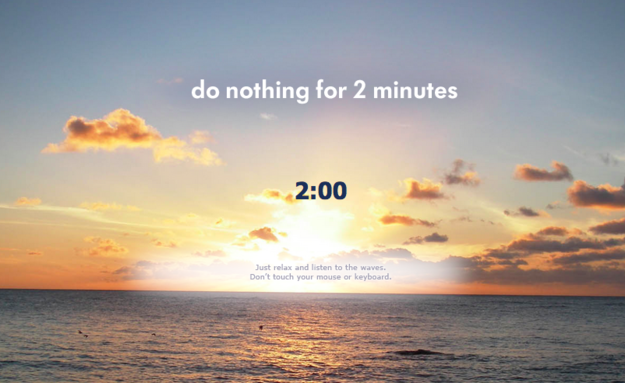 do nothing for 2 minutes
2:00
Just relax and listen to the waves.
Don't touch your mouse or keyboard.